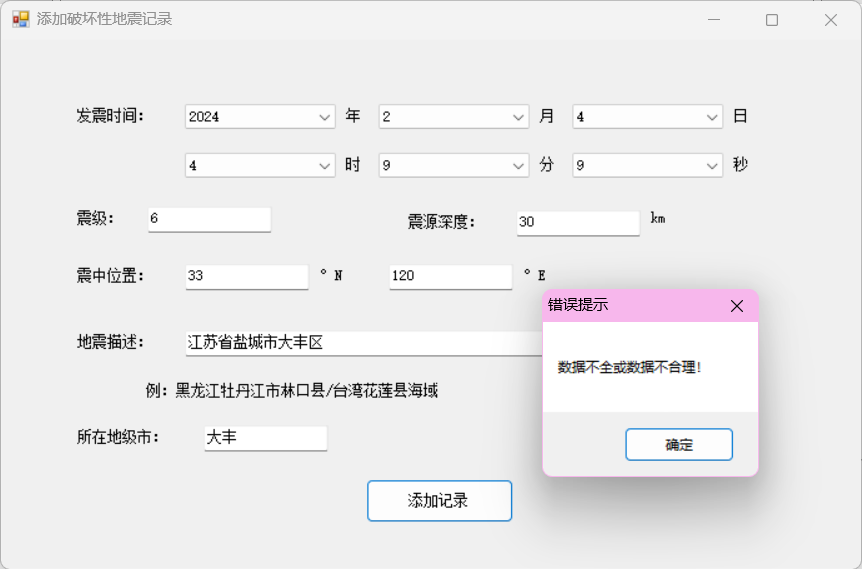 添加破坏性地震记录
发震时间: 2024 年 2 月 4 日
4 时 9 分 9 秒
震级: 6 震源深度: 30 km
震中位置: 33 ° N 120 ° E
错误提示
地震描述: 江苏省盐城市大丰区
数据不全或数据不合理!
例: 黑龙江牡丹江市林口县/台湾花莲县海域
所在地级市: 大丰
确定
添加记录